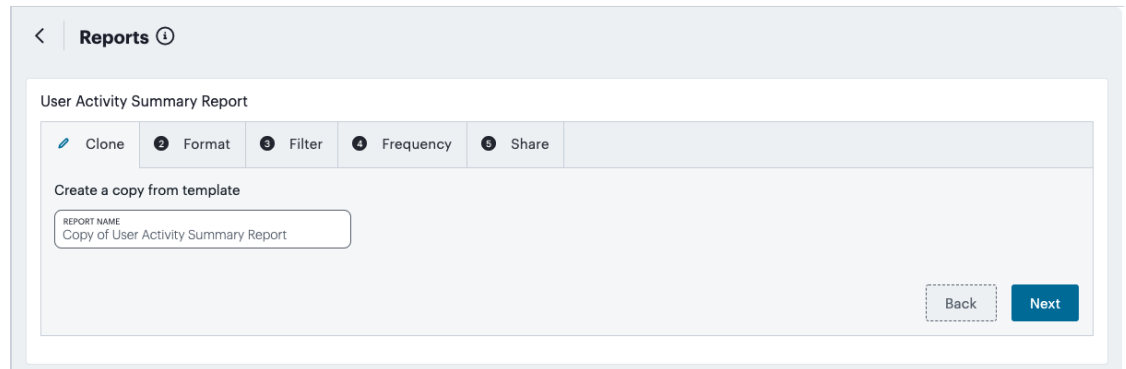 Reports
User Activity Summary Report
Clone 2 Format 3 Filter 4 Frequency 5 Share
Create a copy from template
REPORT NAME
Copy of User Activity Summary Report
Back Next